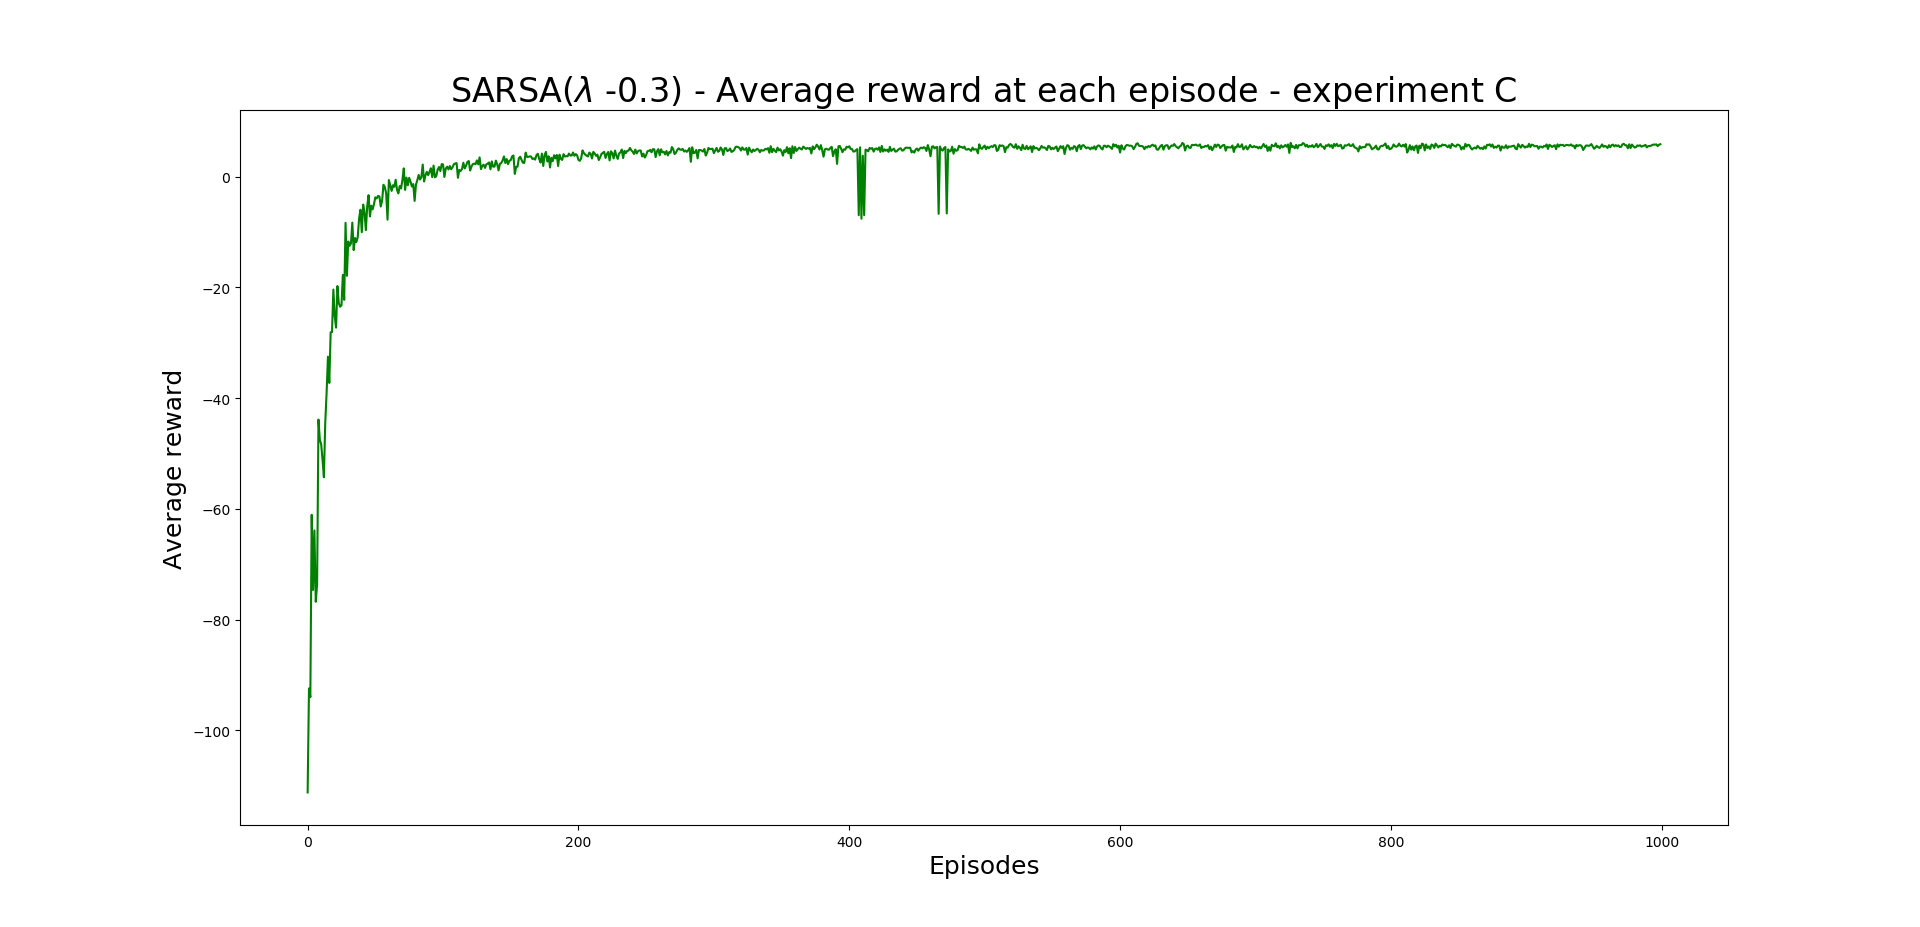 SARSA(λ -0.3) - Average reward at each episode - experiment C
Average reward
0
−20
−40
−60
−80
−100
0 200 400 600 800 1000
Episodes